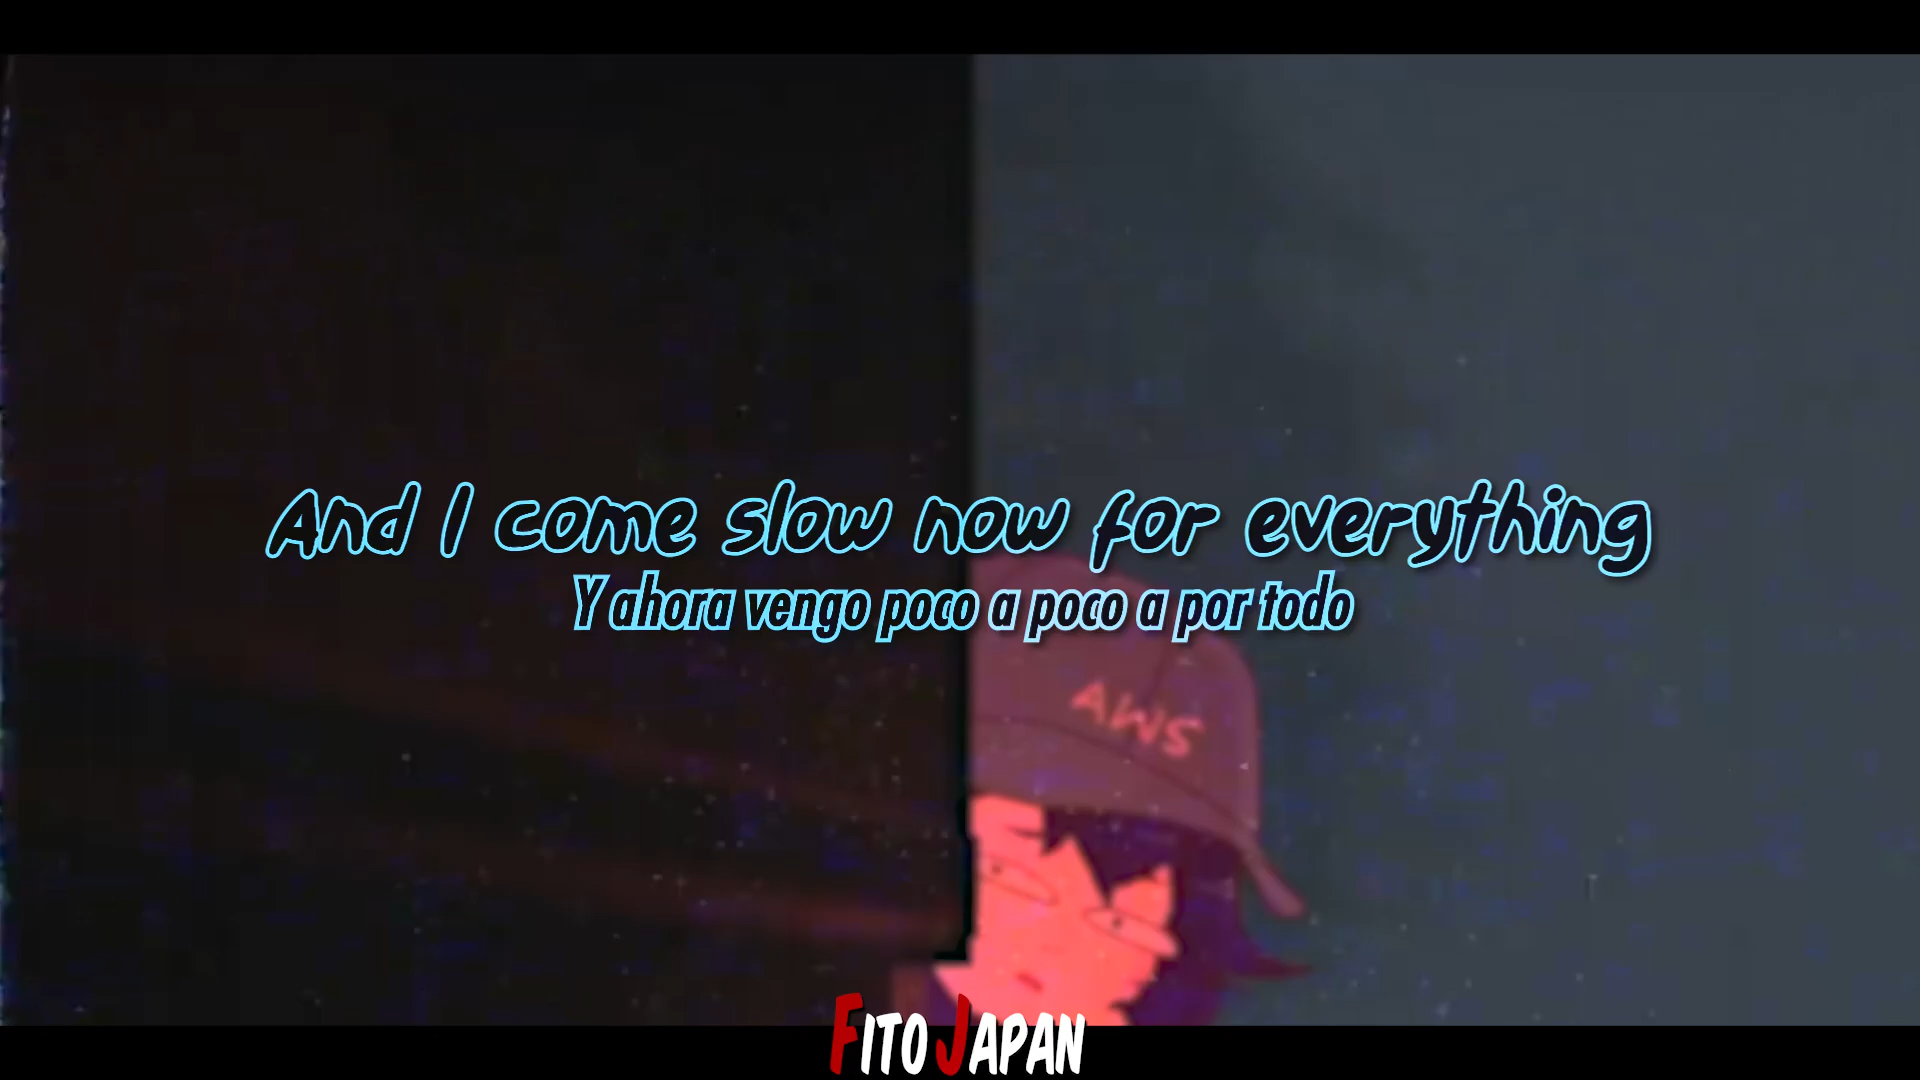 And I come slow now for everything
Y ahora vengo poco a poco a por todo
AWS
FITO JAPAN